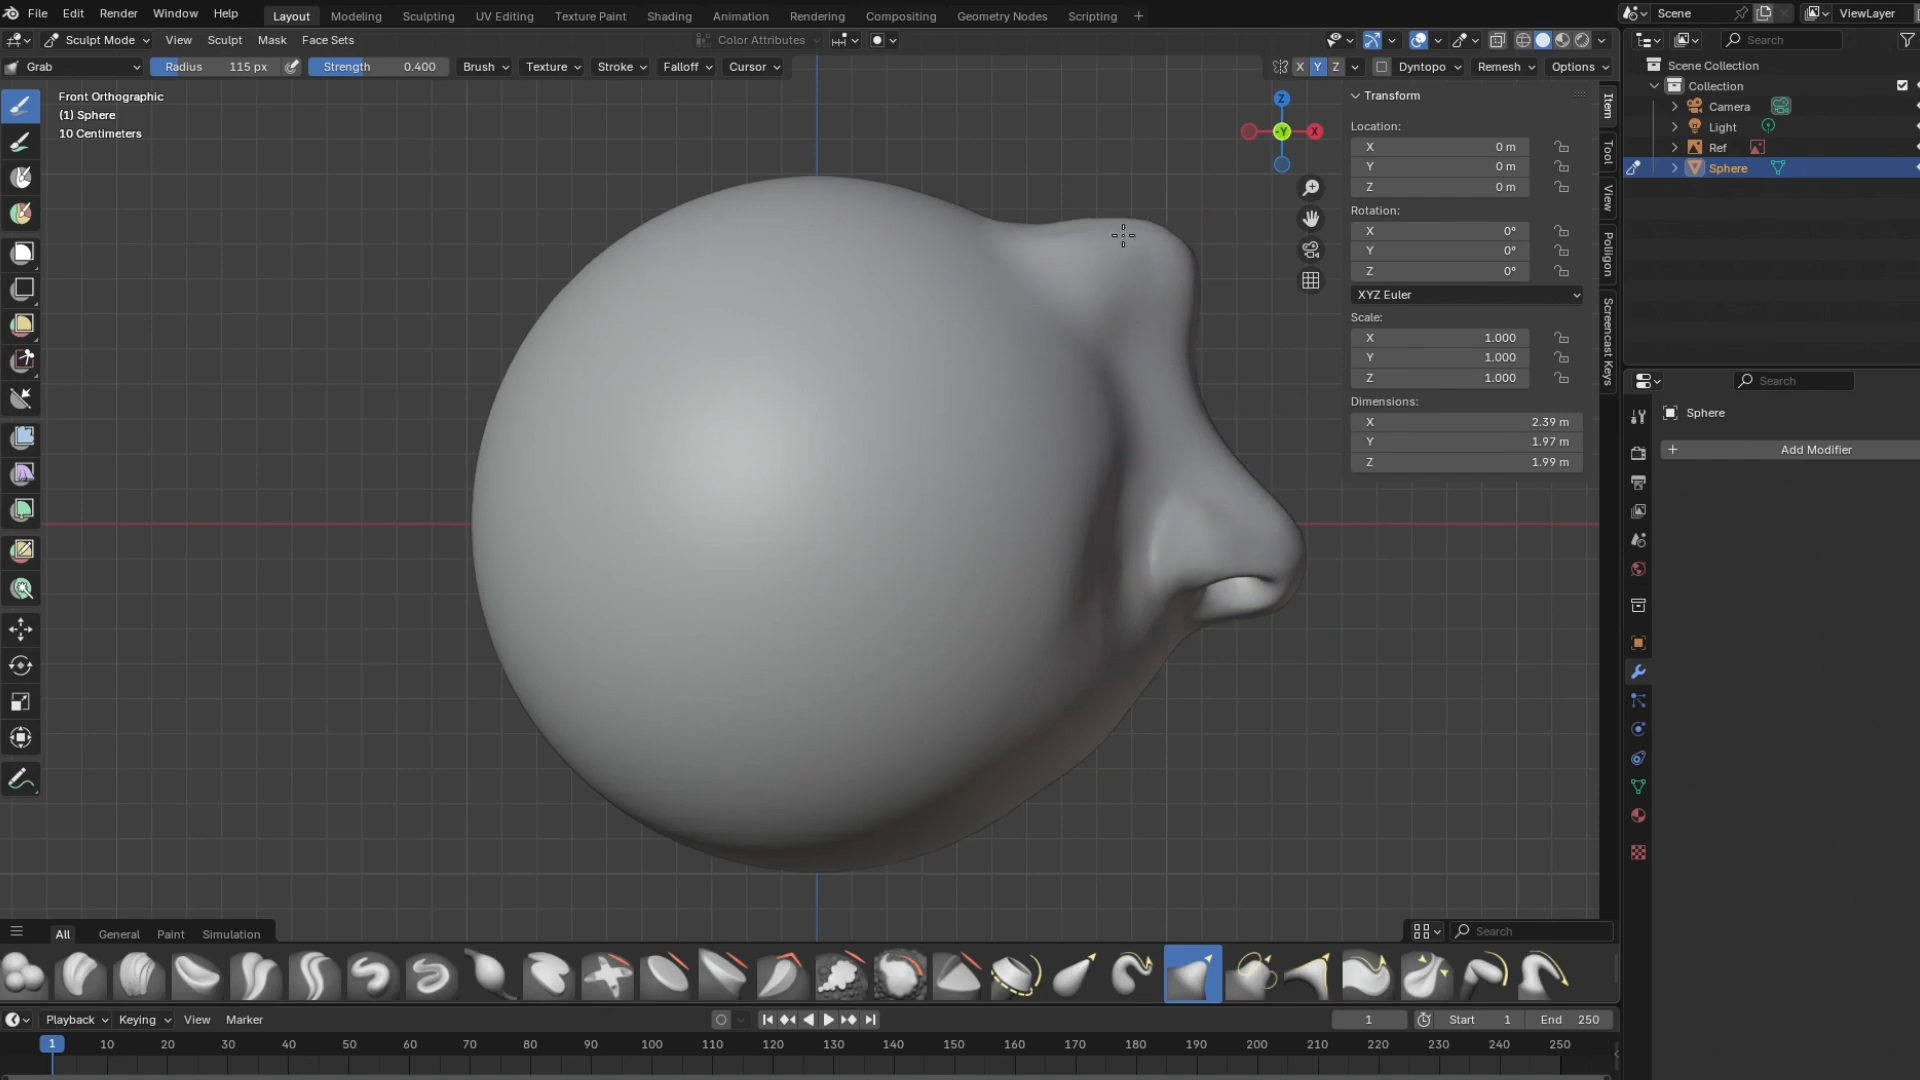 File Edit Render Window Help Layout Modeling Sculpting UV Editing Texture Paint Shading Animation Rendering Compositing Geometry Nodes Scripting + Scene ViewLayer
Sculpt Mode View Sculpt Mask Face Sets Color Attributes Search
Grab Radius 115 px Strength 0.400 Brush Texture Stroke Falloff Cursor X Y Z Dyntopo Remesh Options
Scene Collection
Collection
Camera
Light
Ref
Sphere
Front Orthographic
(1) Sphere
10 Centimeters
Z
-Y
X
Transform
Location:
X 0 m
Y 0 m
Z 0 m
Rotation:
X 0°
Y 0°
Z 0°
XYZ Euler
Scale:
X 1.000
Y 1.000
Z 1.000
Dimensions:
X 2.39 m
Y 1.97 m
Z 1.99 m
Item
Tool
View
Poliigon
Screencast Keys
Search
Sphere
+ Add Modifier
All General Paint Simulation Search
Playback Keying View Marker 1 Start 1 End 250
1 10 20 30 40 50 60 70 80 90 100 110 120 130 140 150 160 170 180 190 200 210 220 230 240 250